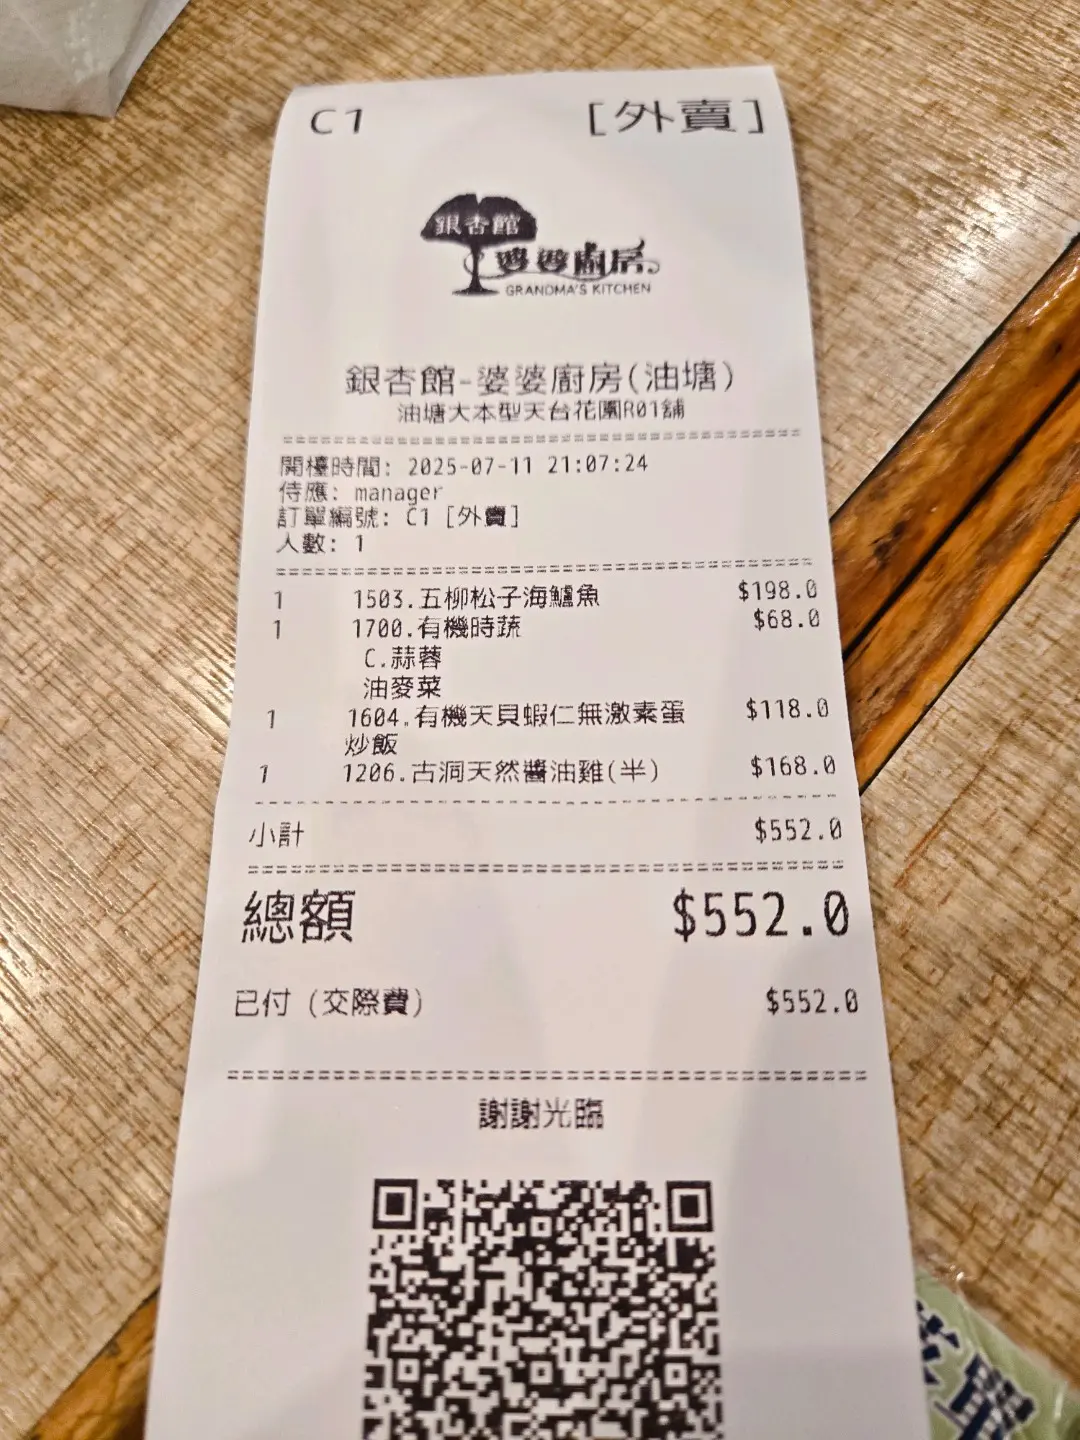 C1 [外賣]
銀杏館
婆婆廚房
GRANDMA'S KITCHEN
銀杏館-婆婆廚房(油塘)
油塘大本型天台花園R01舖
開檯時間: 2025-07-11 21:07:24
侍應: manager
訂單編號: C1 [外賣]
人數: 1
1 1503.五柳松子海鱸魚 $198.0
1 1700.有機時蔬 $68.0
C.蒜蓉
油麥菜
1 1604.有機天貝蝦仁無激素蛋 $118.0
炒飯
1 1206.古洞天然醬油雞(半) $168.0
小計 $552.0
總額 $552.0
已付 (交際費) $552.0
謝謝光臨
單